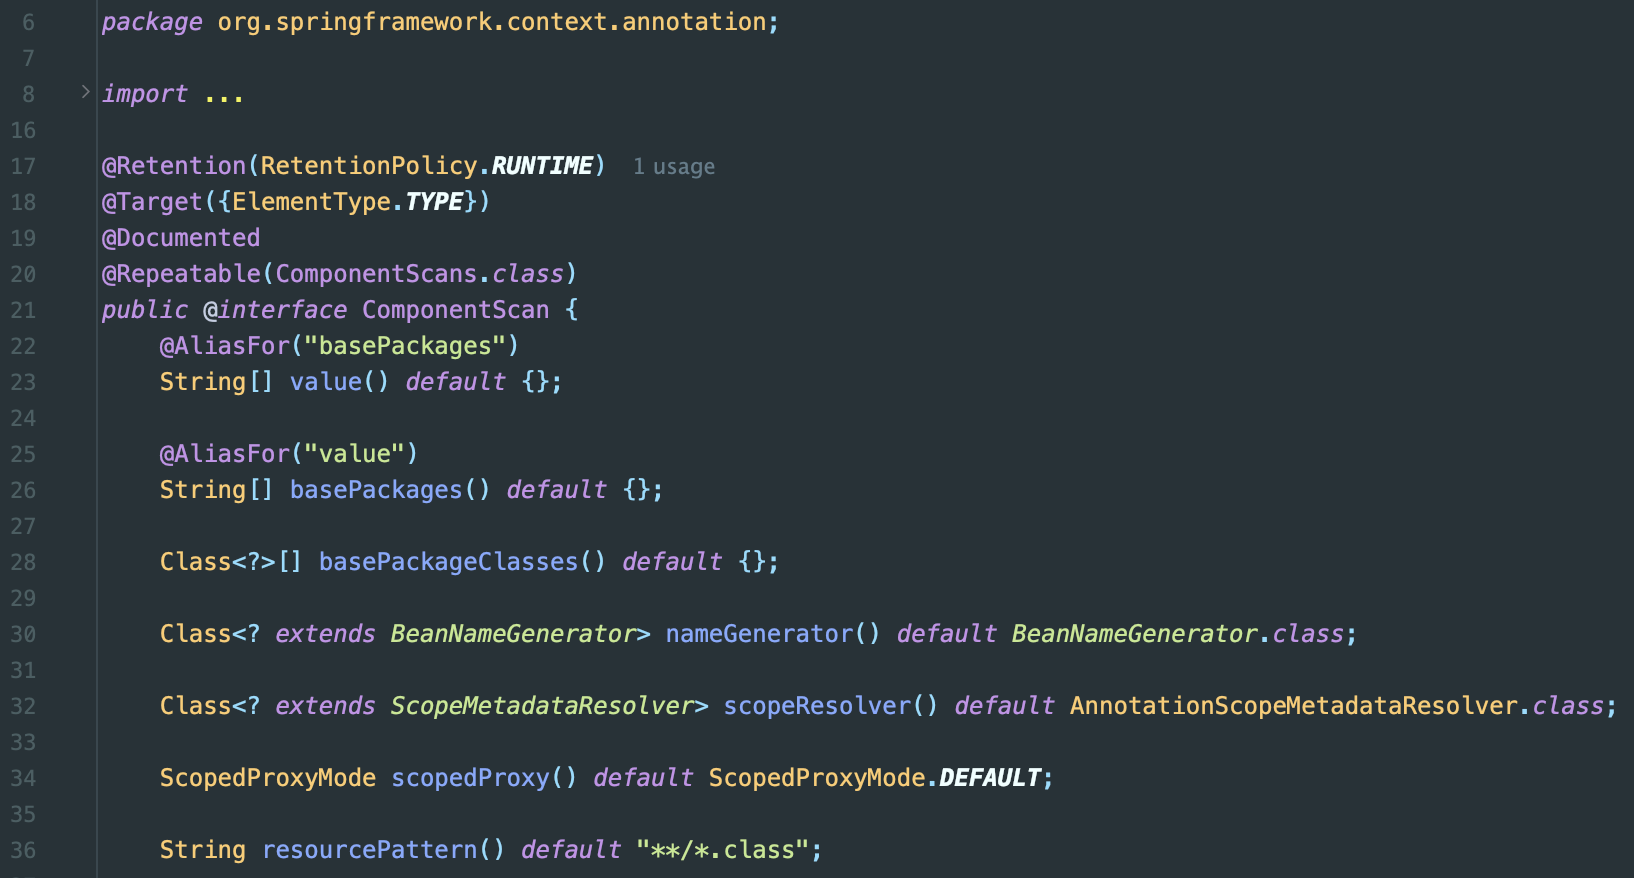 6 package org.springframework.context.annotation;
7
8 > import ...
16
17 @Retention(RetentionPolicy.RUNTIME) 1 usage
18 @Target({ElementType.TYPE})
19 @Documented
20 @Repeatable(ComponentScans.class)
21 public @interface ComponentScan {
22     @AliasFor("basePackages")
23     String[] value() default {};
24
25     @AliasFor("value")
26     String[] basePackages() default {};
27
28     Class<?>[] basePackageClasses() default {};
29
30     Class<? extends BeanNameGenerator> nameGenerator() default BeanNameGenerator.class;
31
32     Class<? extends ScopeMetadataResolver> scopeResolver() default AnnotationScopeMetadataResolver.class;
33
34     ScopedProxyMode scopedProxy() default ScopedProxyMode.DEFAULT;
35
36     String resourcePattern() default "**/*.class";